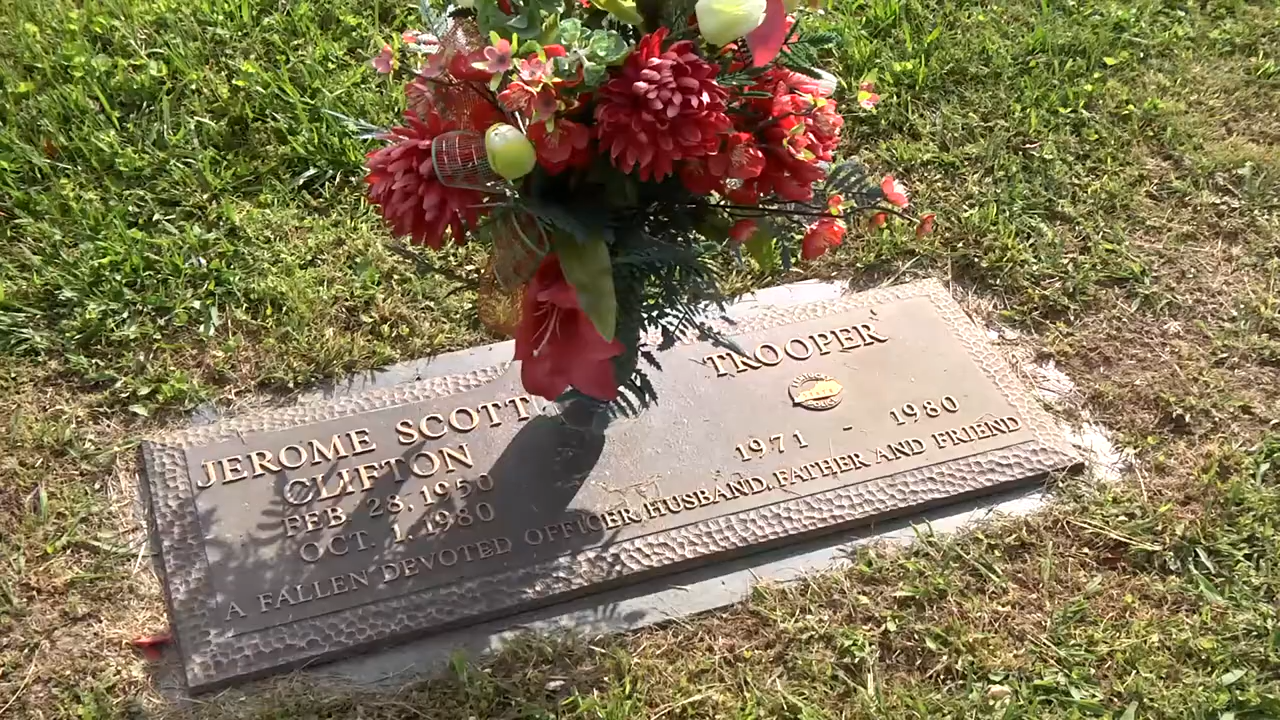 JEROME SCOTT
CLIFTON
FEB. 28, 1950
OCT. 1, 1980
TROOPER
1971 - 1980
A FALLEN DEVOTED OFFICER, HUSBAND, FATHER AND FRIEND